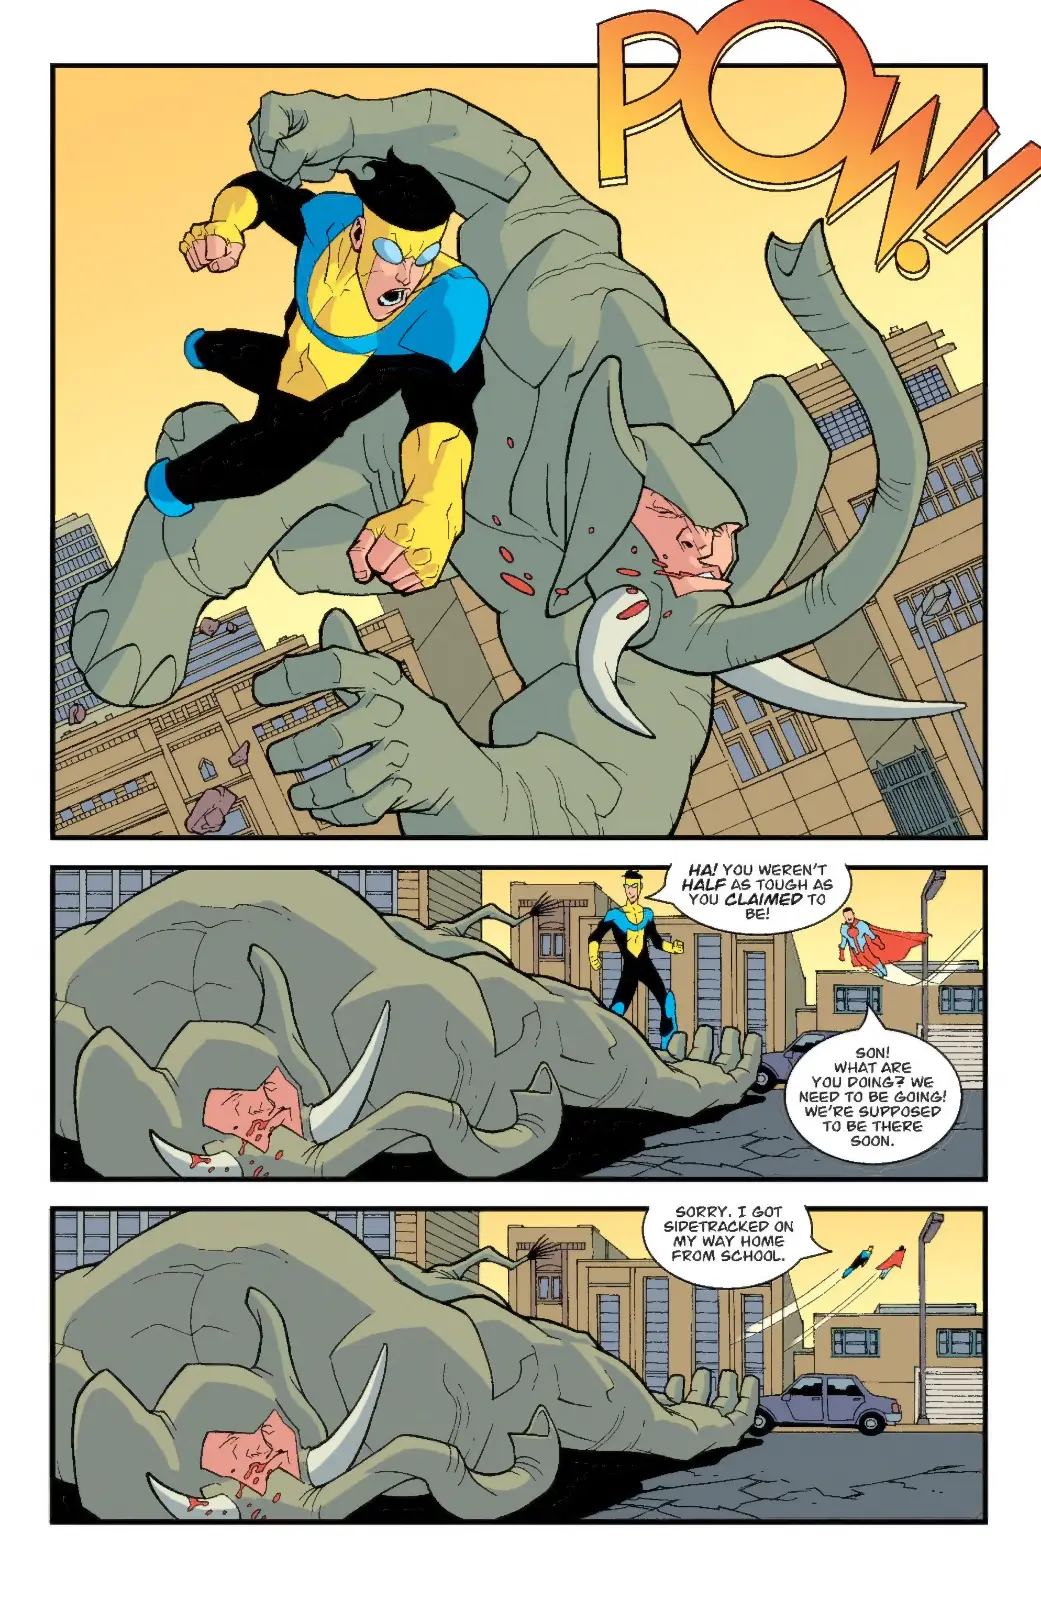 POW!
HA! YOU WEREN'T
HALF AS TOUGH AS
YOU CLAIMED TO
BE!
SON!
WHAT ARE
YOU DOING? WE
NEED TO BE GOING!
WE'RE SUPPOSED
TO BE THERE
SOON.
SORRY. I GOT
SIDETRACKED ON
MY WAY HOME
FROM SCHOOL.